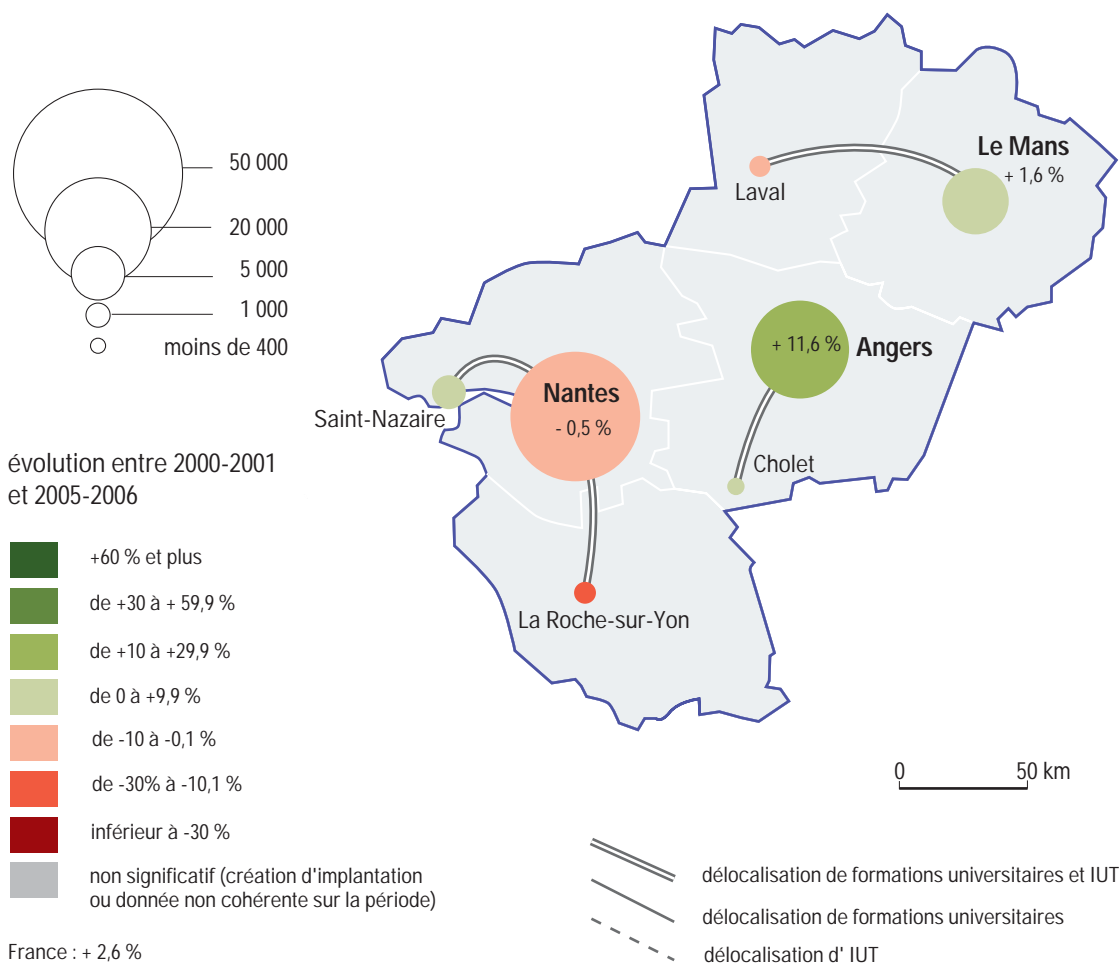 50 000
20 000
5 000
1 000
moins de 400
Le Mans
+ 1,6 %
Laval
+ 11,6 %
Angers
Nantes
- 0,5 %
Saint-Nazaire
Cholet
La Roche-sur-Yon
évolution entre 2000-2001
et 2005-2006
+60 % et plus
de +30 à + 59,9 %
de +10 à +29,9 %
de 0 à +9,9 %
de -10 à -0,1 %
de -30% à -10,1 %
inférieur à -30 %
non significatif (création d'implantation
ou donnée non cohérente sur la période)
France : + 2,6 %
0
50 km
délocalisation de formations universitaires et IUT
délocalisation de formations universitaires
délocalisation d' IUT